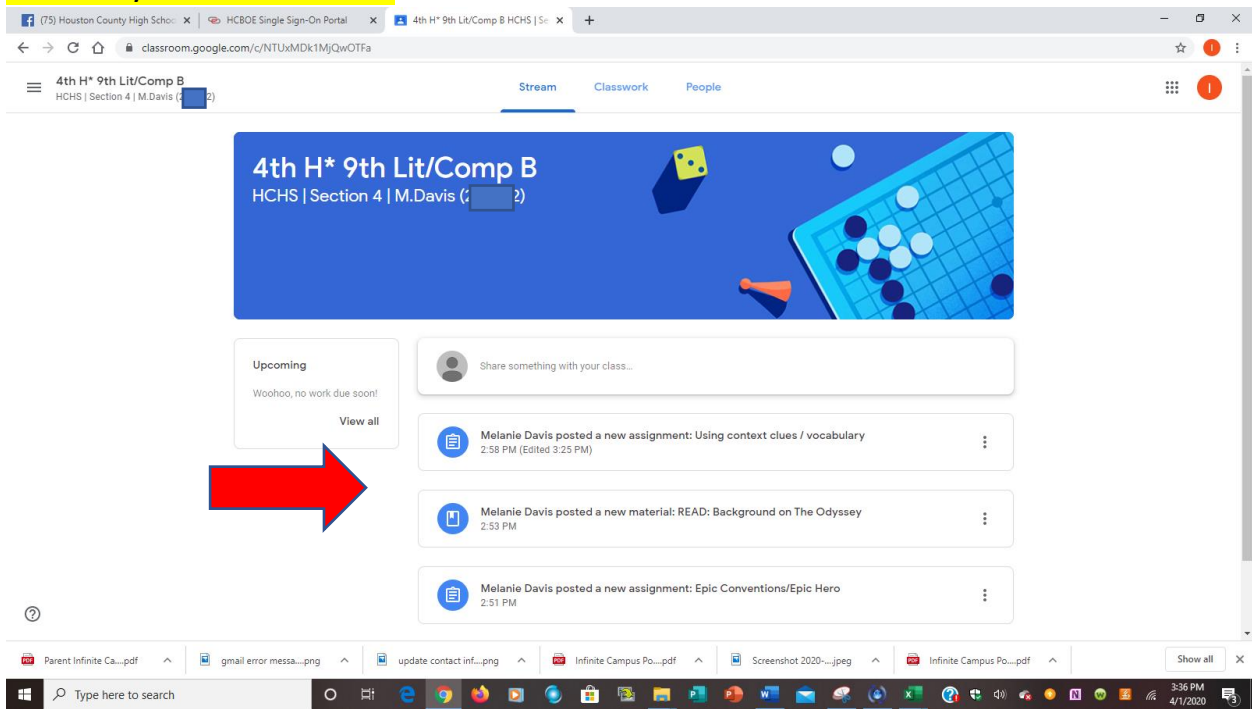 (75) Houston County High Schoo
HCBOE Single Sign-On Portal
4th H* 9th Lit/Comp B HCHS | Se
classroom.google.com/c/NTUxMDk1MjQwOTFa
4th H* 9th Lit/Comp B
HCHS | Section 4 | M.Davis (2 2)
Stream Classwork People
I
4th H* 9th Lit/Comp B
HCHS | Section 4 | M.Davis (2 2)
Upcoming
Woohoo, no work due soon!
View all
Share something with your class...
Melanie Davis posted a new assignment: Using context clues / vocabulary
2:58 PM (Edited 3:25 PM)
Melanie Davis posted a new material: READ: Background on The Odyssey
2:53 PM
Melanie Davis posted a new assignment: Epic Conventions/Epic Hero
2:51 PM
Parent Infinite Ca....pdf
gmail error messa....png
update contact inf....png
Infinite Campus Po....pdf
Screenshot 2020-....jpeg
Infinite Campus Po....pdf
Show all
Type here to search
3:36 PM
4/1/2020